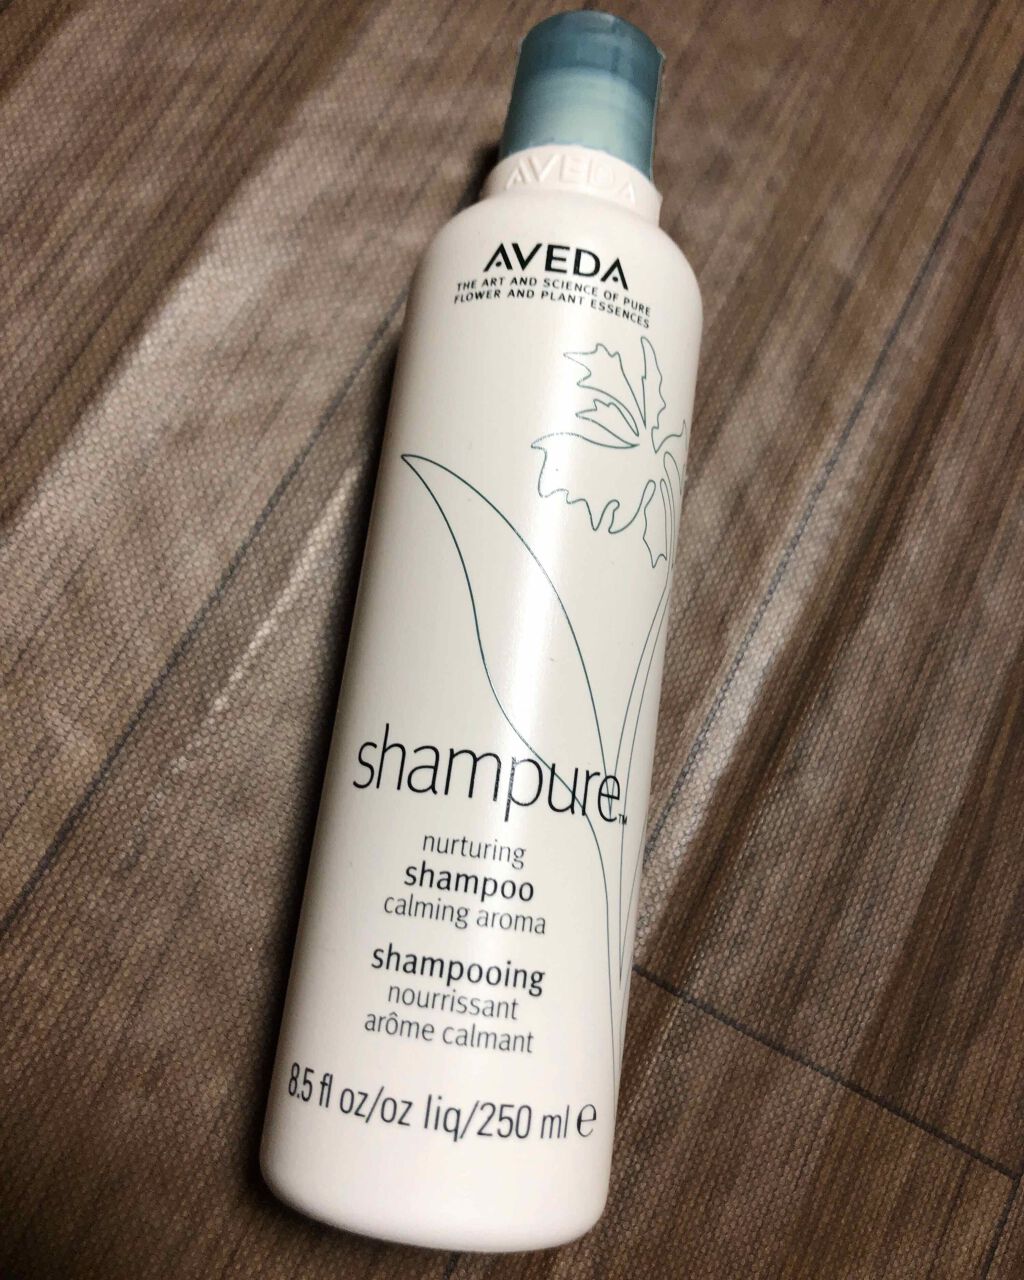 AVEDA
AVEDA
THE ART AND SCIENCE OF PURE
FLOWER AND PLANT ESSENCES
shampure™
nurturing
shampoo
calming aroma
shampooing
nourrissant
arôme calmant
8.5 fl oz/oz liq/250 ml ℮